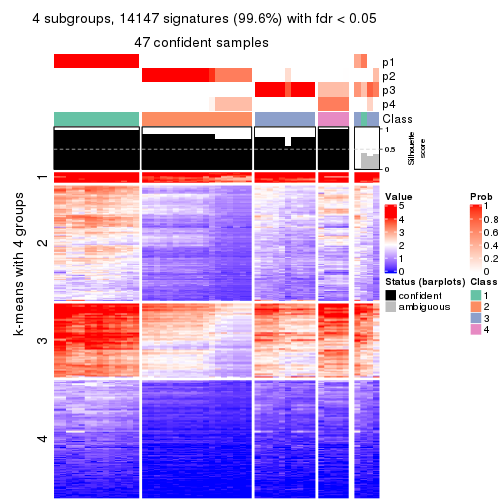 4 subgroups, 14147 signatures (99.6%) with fdr < 0.05
47 confident samples
p1
p2
p3
p4
Class
1
0.5
0
Silhouette
score
k-means with 4 groups
1
2
3
4
Value
5
4
3
2
1
0
Prob
1
0.8
0.6
0.4
0.2
0
Status (barplots)
confident
ambiguous
Class
1
2
3
4